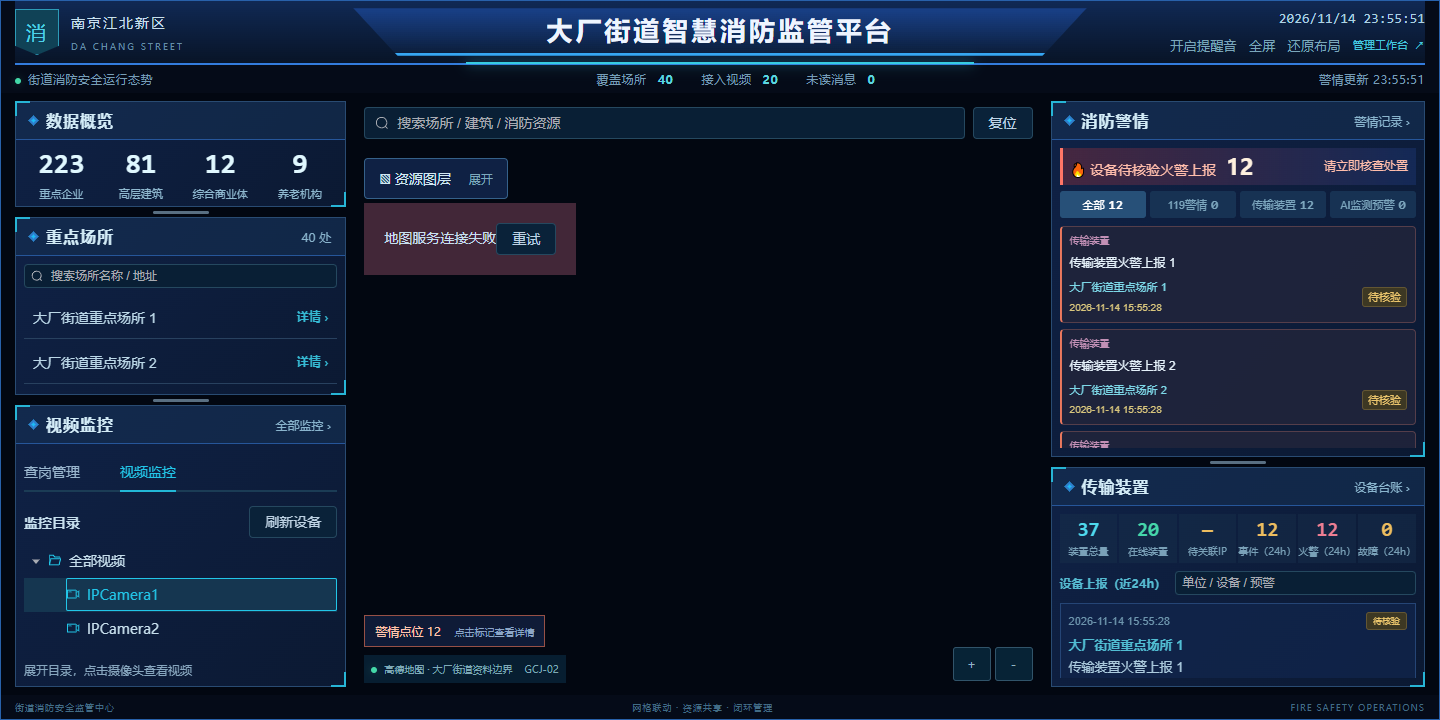 消
南京江北新区
DA CHANG STREET
大厂街道智慧消防监管平台
2026/11/14 23:55:51
开启提醒音 全屏 还原布局 管理工作台 ↗
街道消防安全运行态势
覆盖场所 40 接入视频 20 未读消息 0
警情更新 23:55:51
数据概览
223 81 12 9
重点企业 高层建筑 综合商业体 养老机构
重点场所 40 处
搜索场所名称 / 地址
大厂街道重点场所 1 详情 ›
大厂街道重点场所 2 详情 ›
视频监控 全部监控 ›
查岗管理 视频监控
监控目录 刷新设备
全部视频
IPCamera1
IPCamera2
展开目录，点击摄像头查看视频
搜索场所 / 建筑 / 消防资源 复位
▧ 资源图层 展开
地图服务连接失败 重试
警情点位 12 点击标记查看详情
高德地图 · 大厂街道资料边界 GCJ-02
+ -
消防警情 警情记录 ›
🔥 设备待核验火警上报 12 请立即核查处置
全部 12 119警情 0 传输装置 12 AI监测预警 0
传输装置
传输装置火警上报 1
大厂街道重点场所 1
2026-11-14 15:55:28
待核验
传输装置
传输装置火警上报 2
大厂街道重点场所 2
2026-11-14 15:55:28
待核验
传输装置
传输装置 设备台账 ›
37 20 — 12 12 0
装置总量 在线装置 待关联IP 事件（24h） 火警（24h） 故障（24h）
设备上报（近24h） 单位 / 设备 / 预警
2026-11-14 15:55:28 待核验
大厂街道重点场所 1
传输装置火警上报 1
街道消防安全监管中心
网格联动 · 资源共享 · 闭环管理
FIRE SAFETY OPERATIONS